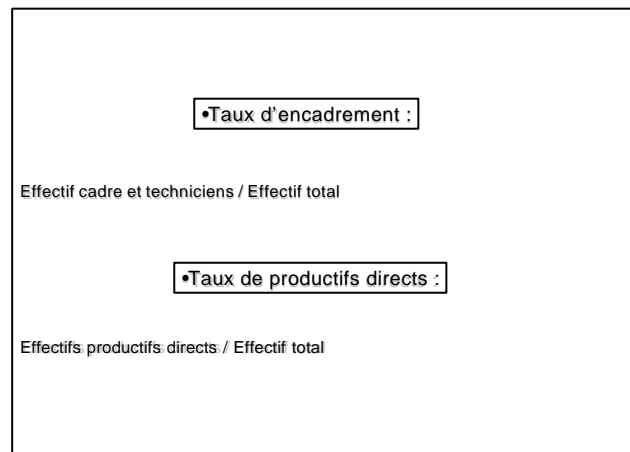 •Taux d'encadrement :
Effectif cadre et techniciens / Effectif total
•Taux de productifs directs :
Effectifs productifs directs / Effectif total